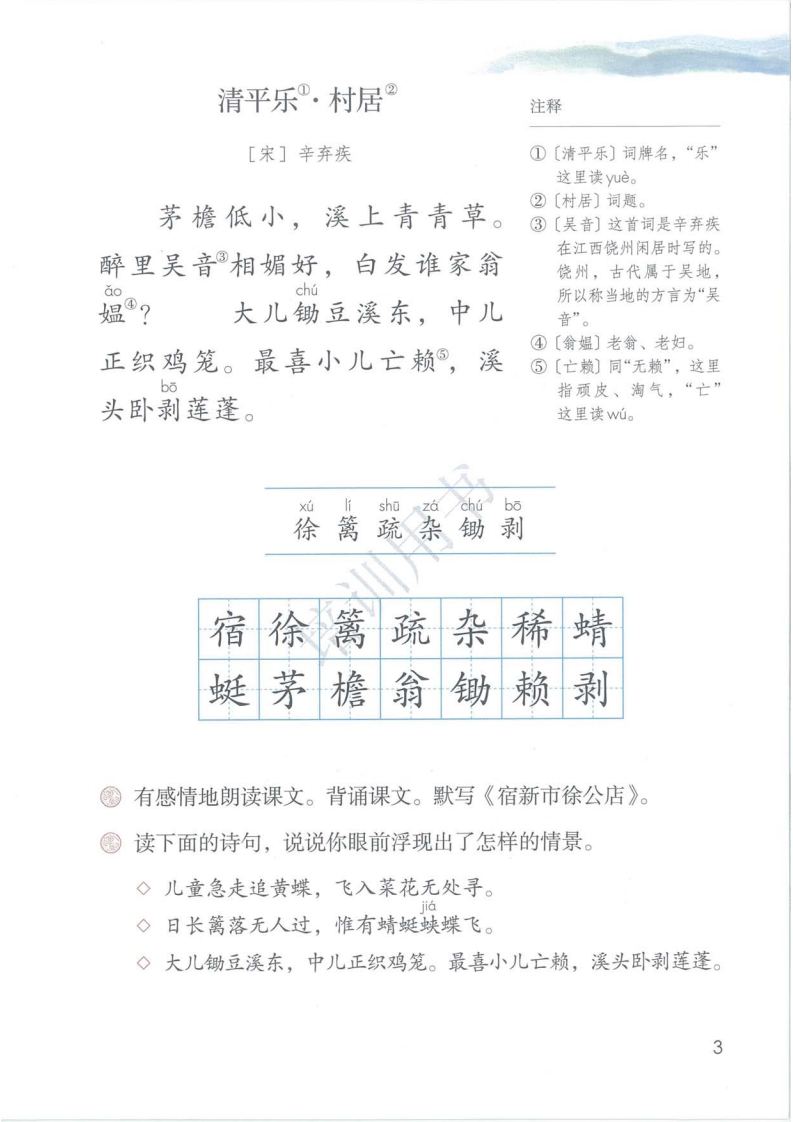 清平乐①·村居②
[宋] 辛弃疾
茅檐低小，溪上青青草。
醉里吴音③相媚好，白发谁家翁
ǎo chú
媪④？ 大儿锄豆溪东，中儿
正织鸡笼。最喜小儿亡赖⑤，溪
bō
头卧剥莲蓬。
注释
①〔清平乐〕词牌名，“乐”
这里读yuè。
②〔村居〕词题。
③〔吴音〕这首词是辛弃疾
在江西饶州闲居时写的。
饶州，古代属于吴地，
所以称当地的方言为“吴
音”。
④〔翁媪〕老翁、老妇。
⑤〔亡赖〕同“无赖”，这里
指顽皮、淘气，“亡”
这里读wú。
xú lí shū zá chú bō
徐 篱 疏 杂 锄 剥
培训用书
宿 徐 篱 疏 杂 稀 蜻
蜓 茅 檐 翁 锄 赖 剥
有感情地朗读课文。背诵课文。默写《宿新市徐公店》。
读下面的诗句，说说你眼前浮现出了怎样的情景。
◇ 儿童急走追黄蝶，飞入菜花无处寻。
jiá
◇ 日长篱落无人过，惟有蜻蜓蛱蝶飞。
◇ 大儿锄豆溪东，中儿正织鸡笼。最喜小儿亡赖，溪头卧剥莲蓬。
3